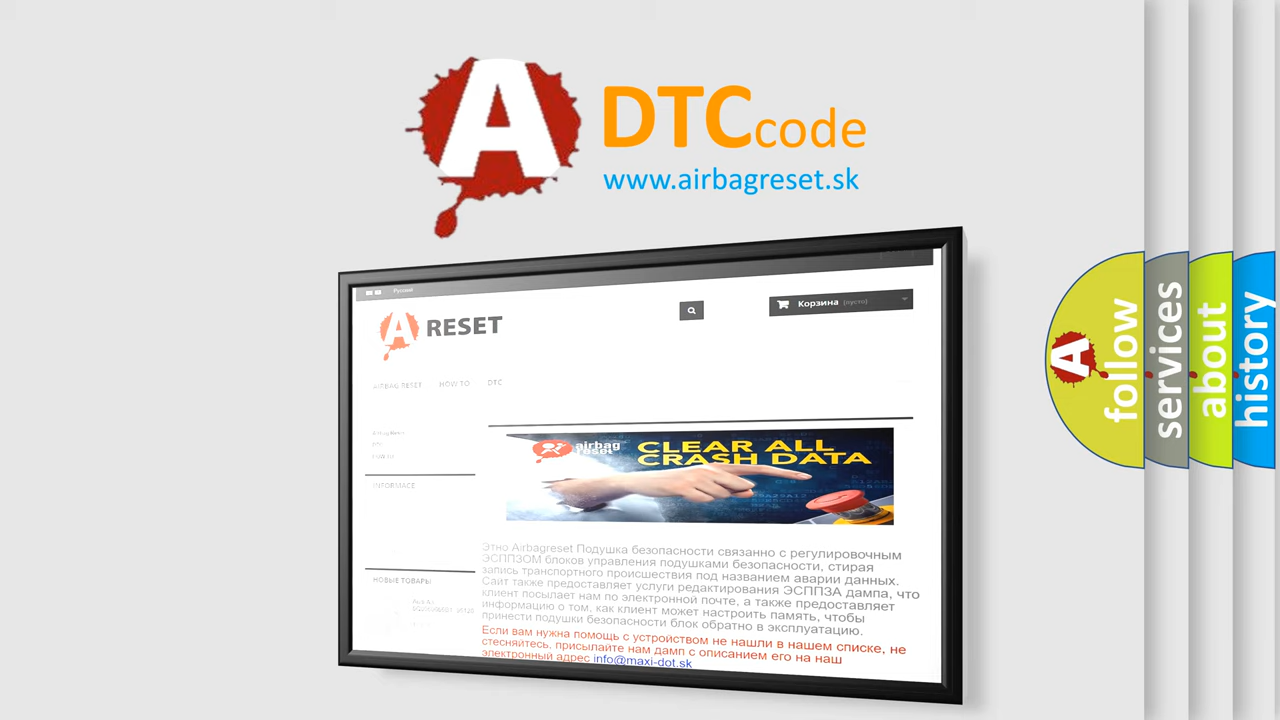 A
DTCcode
www.airbagreset.sk
Русский
Корзина (пусто)
A RESET
AIRBAG RESET HOW TO DTC
INFORMACE
airbag
reset
CLEAR ALL
CRASH DATA
Этно Airbagreset Подушка безопасности связанно с регулировочным
ЭСППЗОМ блоков управления подушками безопасности, стирая
запись транспортного происшествия под названием аварии данных.
Сайт также предоставляет услуги редактирования ЭСППЗА дампа, что
клиент посылает нам по электронной почте, а также предоставляет
информацию о том, как клиент может настроить память, чтобы
принести подушки безопасности блок обратно в эксплуатацию.
Если вам нужна помощь с устройством не нашли в нашем списке, не
стесняйтесь, присылайте нам дамп с описанием его на наш
электронный адрес info@maxi-dot.sk
НОВЫЕ ТОВАРЫ
A
follow
services
about
history